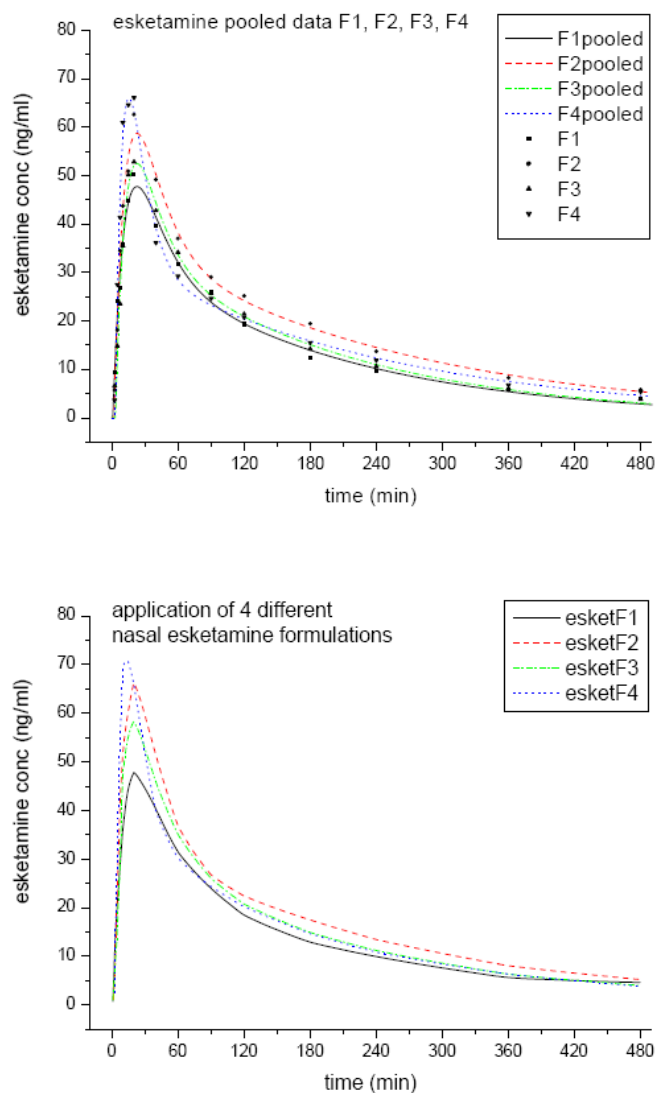 esketamine pooled data F1, F2, F3, F4
F1pooled
F2pooled
F3pooled
F4pooled
F1
F2
F3
F4
80
70
60
50
40
30
20
10
0
esketamine conc (ng/ml)
0 60 120 180 240 300 360 420 480
time (min)
application of 4 different
nasal esketamine formulations
esketF1
esketF2
esketF3
esketF4
80
70
60
50
40
30
20
10
0
esketamine conc (ng/ml)
0 60 120 180 240 300 360 420 480
time (min)